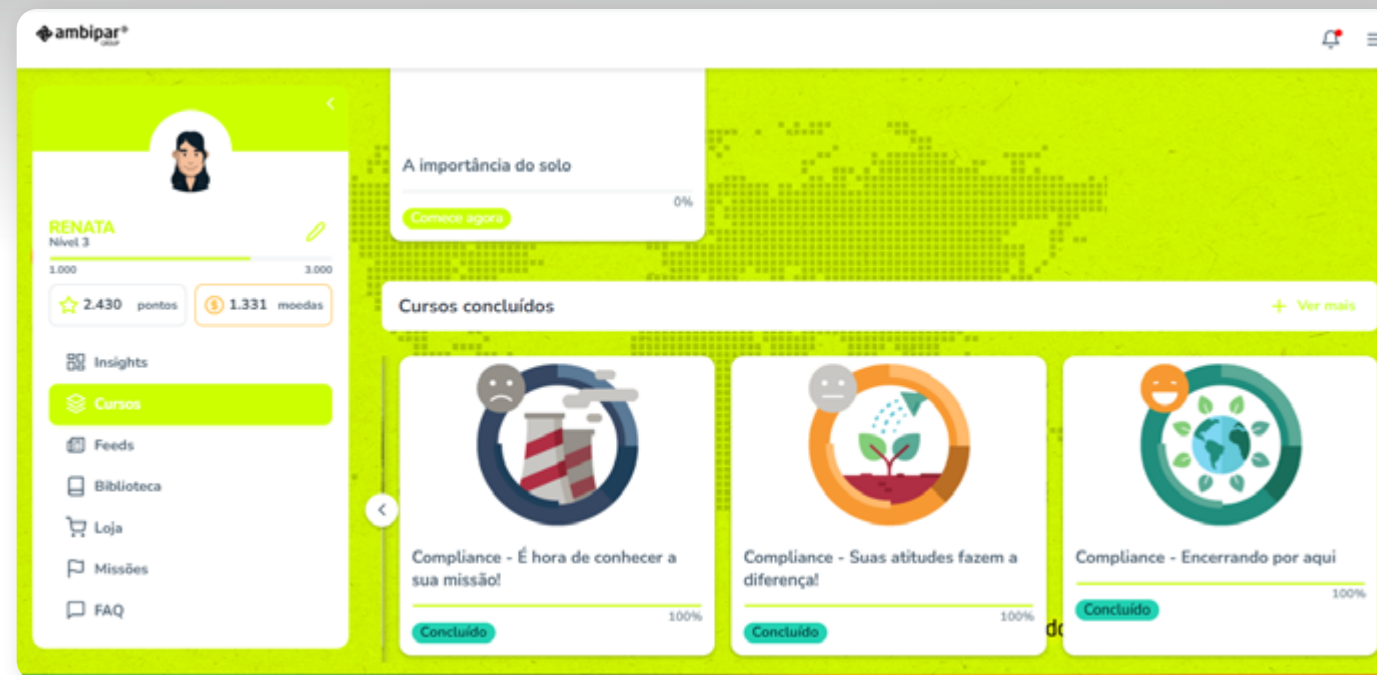 ambipar®
GROUP
RENATA
Nível 3
1.000 3.000
2.430 pontos 1.331 moedas
Insights
Cursos
Feeds
Biblioteca
Loja
Missões
FAQ
A importância do solo
0%
Comece agora
Cursos concluídos
+ Ver mais
Compliance - É hora de conhecer a
sua missão!
100%
Concluído
Compliance - Suas atitudes fazem a
diferença!
100%
Concluído
Compliance - Encerrando por aqui
100%
Concluído